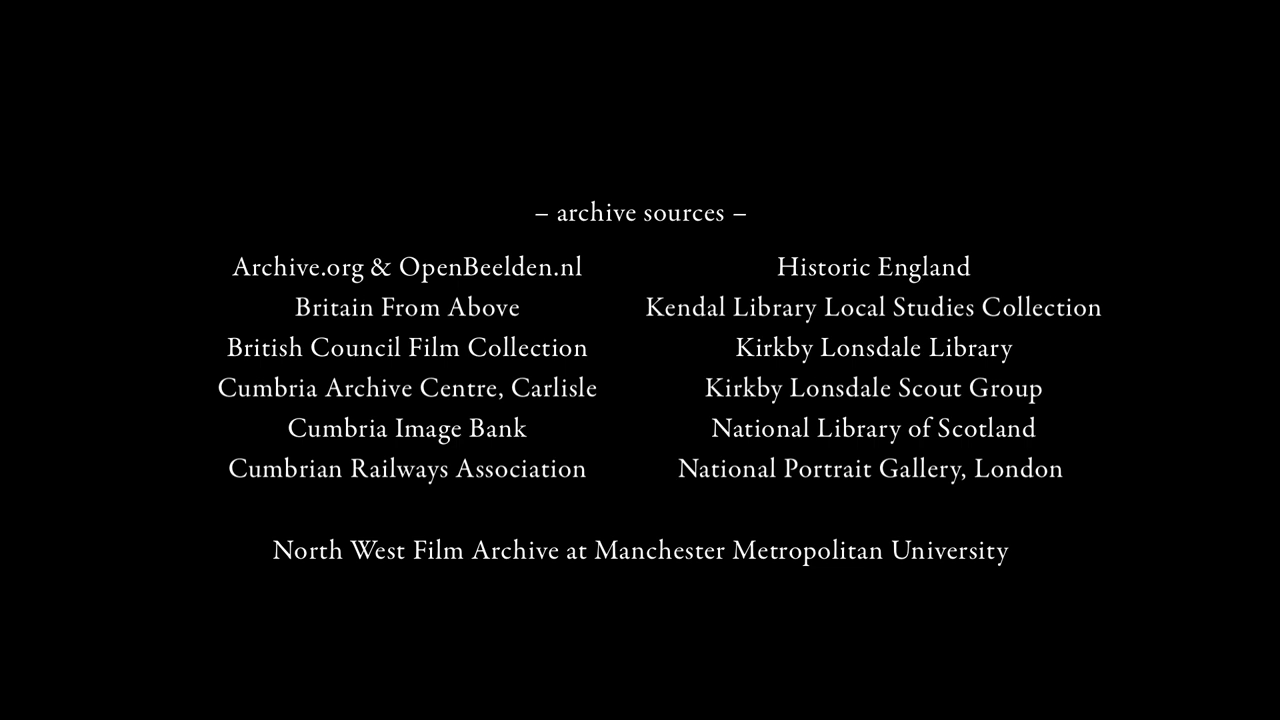 – archive sources –
Archive.org & OpenBeelden.nl
Britain From Above
British Council Film Collection
Cumbria Archive Centre, Carlisle
Cumbria Image Bank
Cumbrian Railways Association
Historic England
Kendal Library Local Studies Collection
Kirkby Lonsdale Library
Kirkby Lonsdale Scout Group
National Library of Scotland
National Portrait Gallery, London
North West Film Archive at Manchester Metropolitan University